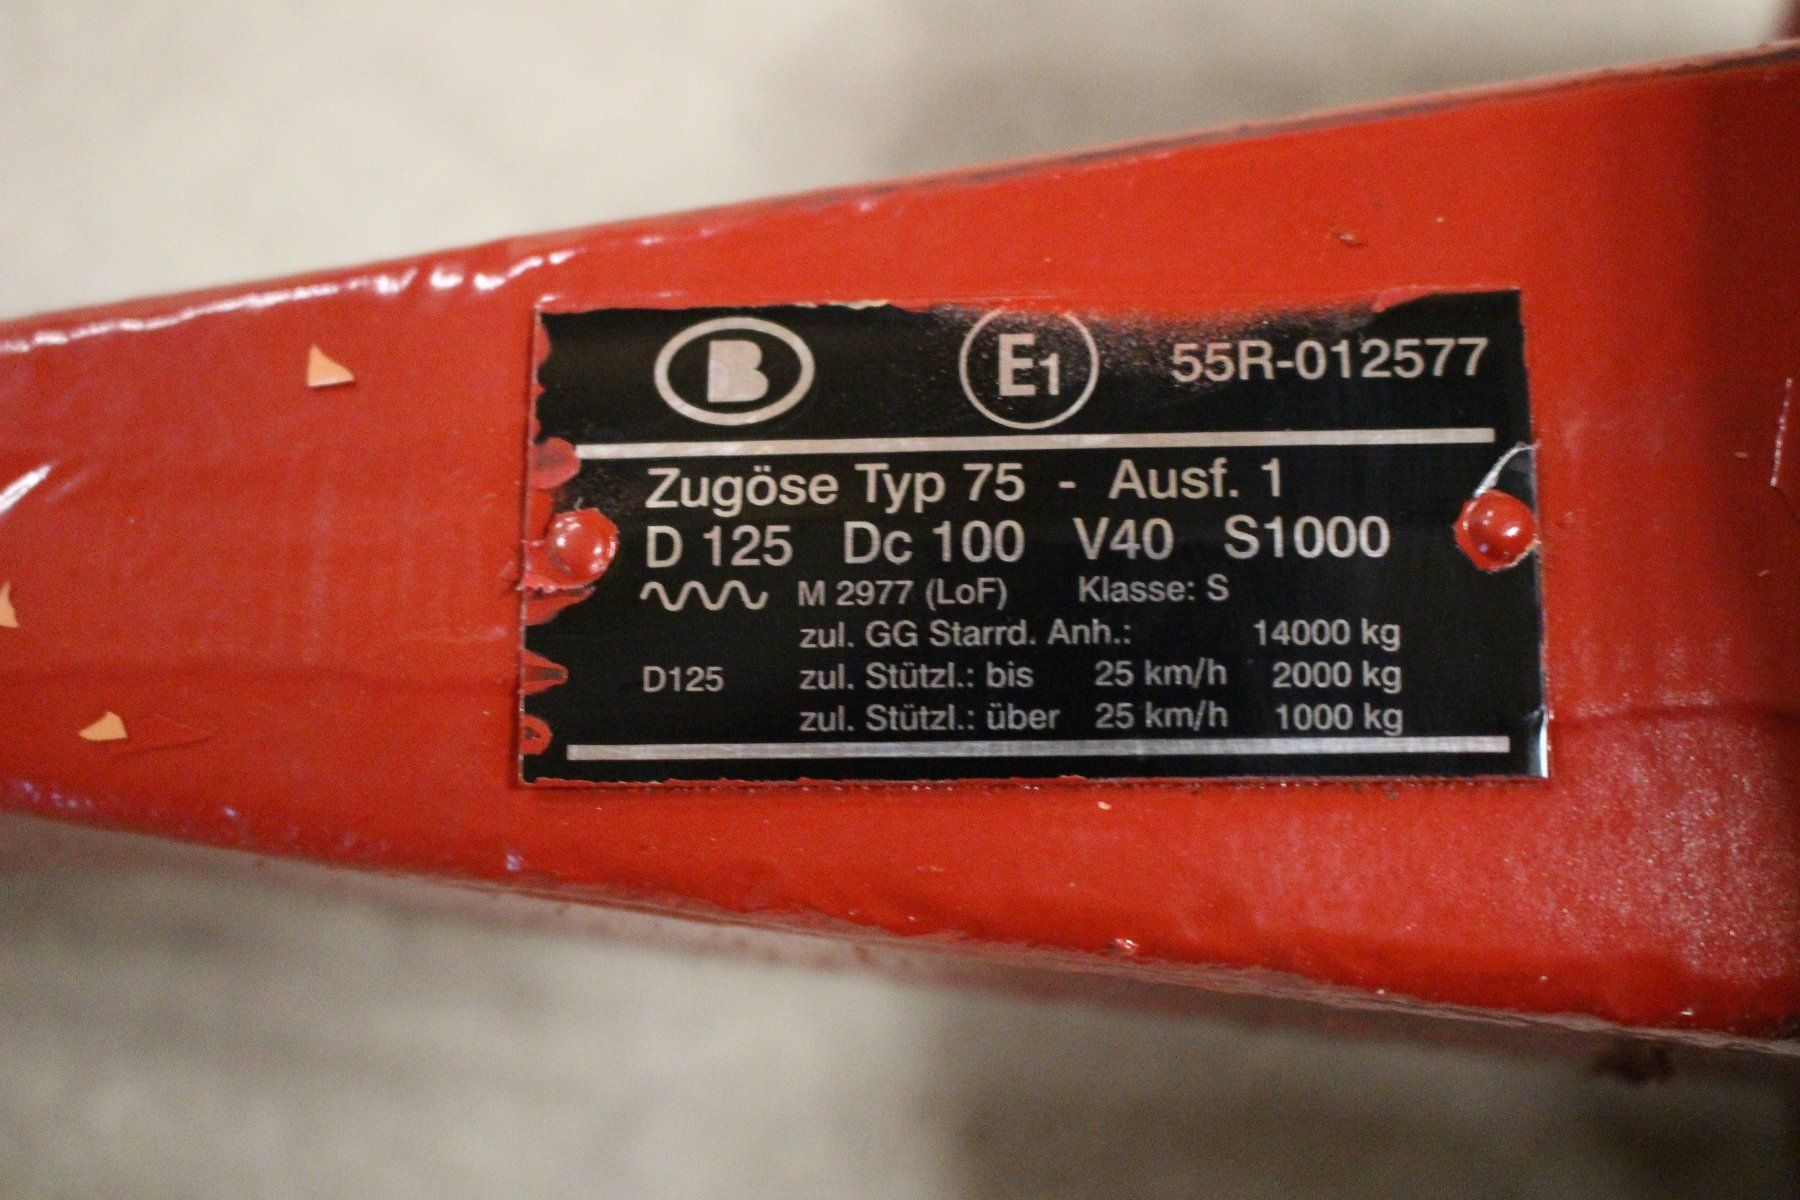 B E1 55R-012577
Zugöse Typ 75 - Ausf. 1
D 125 Dc 100 V40 S1000
M 2977 (LoF) Klasse: S
zul. GG Starrd. Anh.: 14000 kg
D125 zul. Stützl.: bis 25 km/h 2000 kg
zul. Stützl.: über 25 km/h 1000 kg